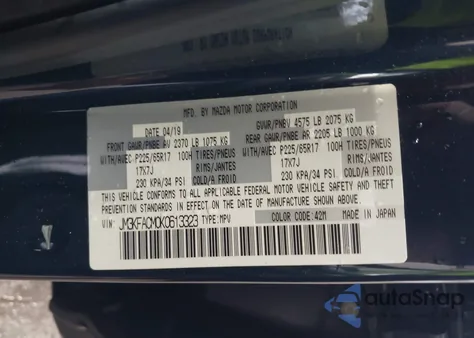 MFD. BY MAZDA MOTOR CORPORATION
DATE 04/19 GVWR/PNBV 4575 LB 2075 KG
FRONT GAWR/PNBE AV 2370 LB 1075 KG REAR GAWR/PNBE AR 2205 LB 1000 KG
WITH/AVEC P225/65R17 100H TIRES/PNEUS WITH/AVEC P225/65R17 100H TIRES/PNEUS
17X7J RIMS/JANTE 17X7J RIMS/JANTE
230 KPA/34 PSI COLD/A FROID 230 KPA/34 PSI COLD/A FROID
THIS VEHICLE CONFORMS TO ALL APPLICABLE FEDERAL MOTOR VEHICLE SAFETY, BUMPER, AND THEFT
PREVENTION STANDARDS IN EFFECT ON THE DATE OF MANUFACTURE SHOWN ABOVE.
VIN: JM3KFACM0K0613323 TYPE:MPV COLOR CODE:42M MADE IN JAPAN
autoSnap